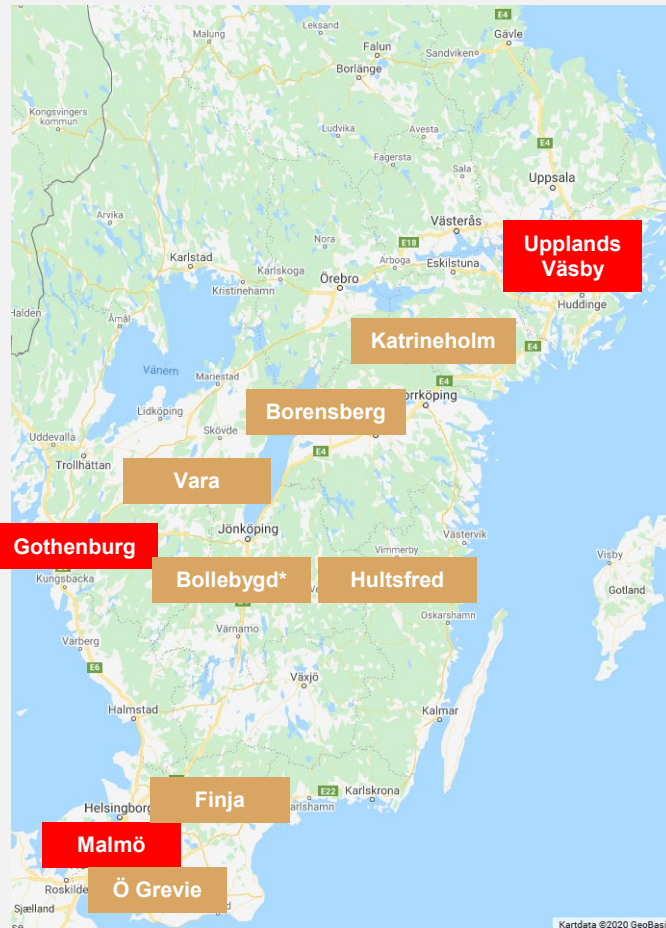 E4
Leksand
Gävle
Malung
Falun
Sandviken
Borlänge
Kongsvingers
kommun
Ludvika
Avesta
Fagersta
Sala
E4
Uppsala
Arvika
Västerås
Nora
E18
Upplands
Väsby
Karlstad
Karlskoga
Arboga
Eskilstuna
Örebro
Kristinehamn
Huddinge
Halden
Åmål
Katrineholm
E4
Vänern
Mariestad
E4
Borensberg
orrköping
Lidköping
Skövde
Uddevalla
E4
Trollhättan
Vara
Jönköping
Västervik
Gothenburg
Vimmerby
Visby
Kungsbacka
Bollebygd*
Hultsfred
Gotland
Oskarshamn
Värnamo
Varberg
E6
Växjö
Halmstad
Kalmar
Finja
E22
Karlskrona
Helsingborg
arlshamn
Malmö
Roskilde
Ö Grevie
Sjælland
Kartdata ©2020 GeoBasi